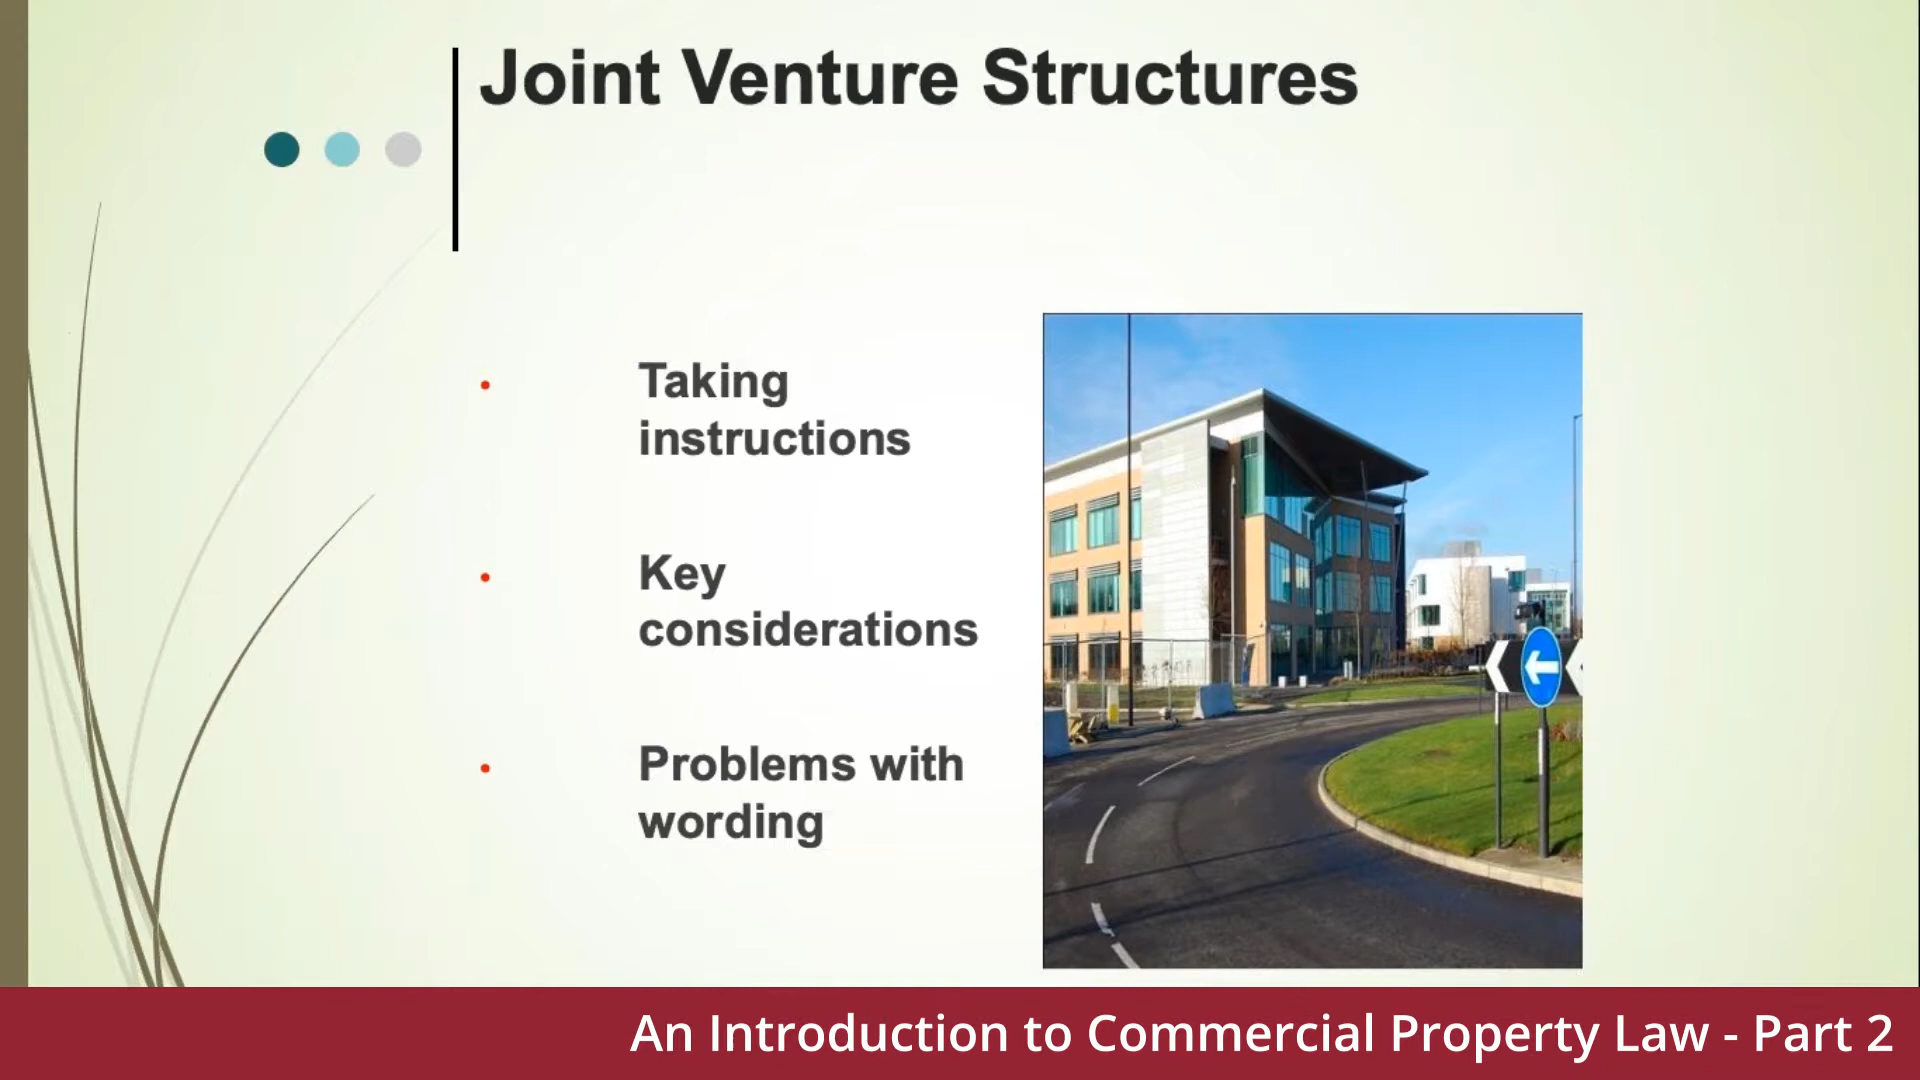 Joint Venture Structures
• Taking
instructions
• Key
considerations
• Problems with
wording
An Introduction to Commercial Property Law - Part 2